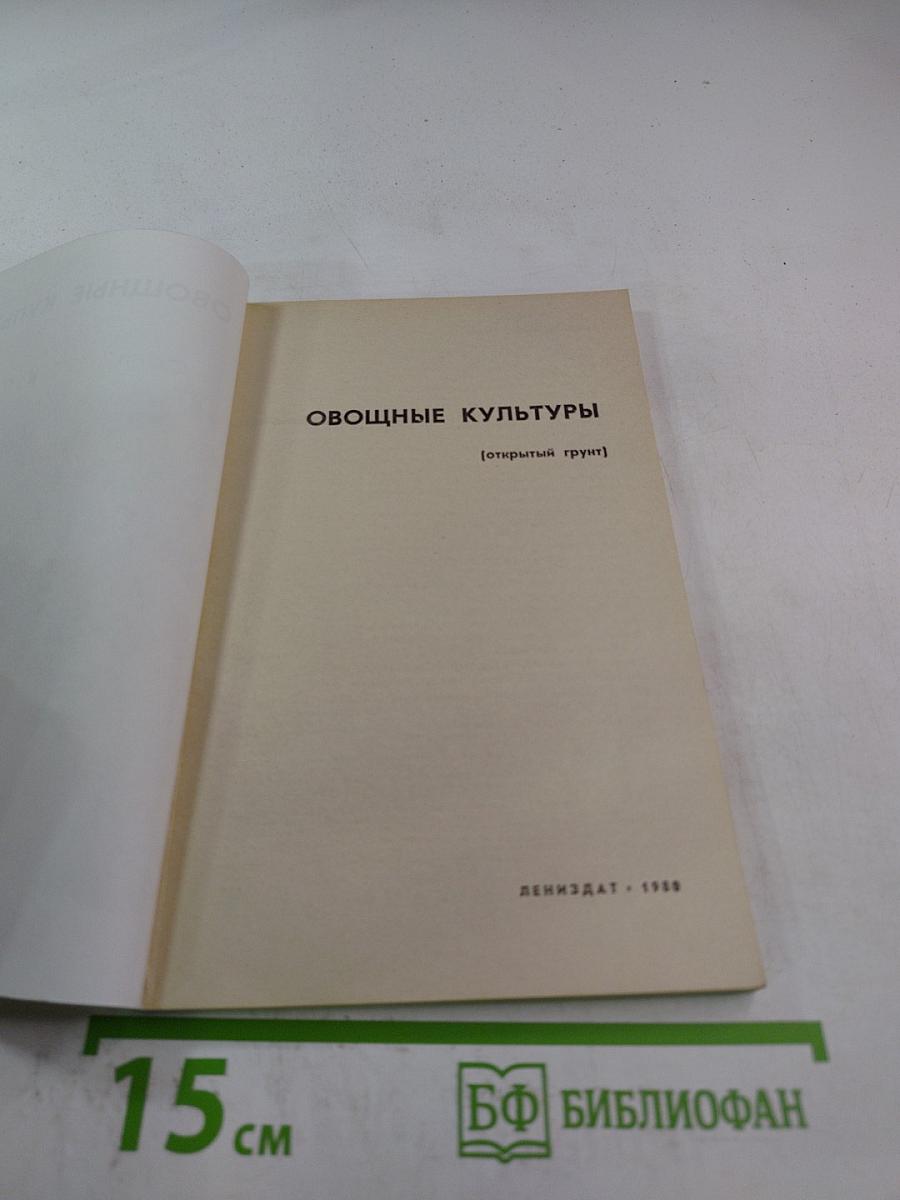 ОВОЩНЫЕ КУЛЬТУРЫ
(открытый грунт)
ЛЕНИЗДАТ • 1980
15 см
БФ БИБЛИОФАН